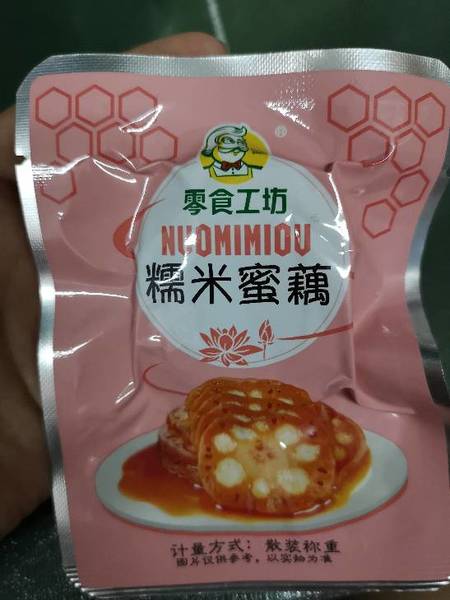 ®
零食工坊
NUOMIMIOU
糯米蜜藕
计量方式：散装称重
图片仅供参考，以实物为准